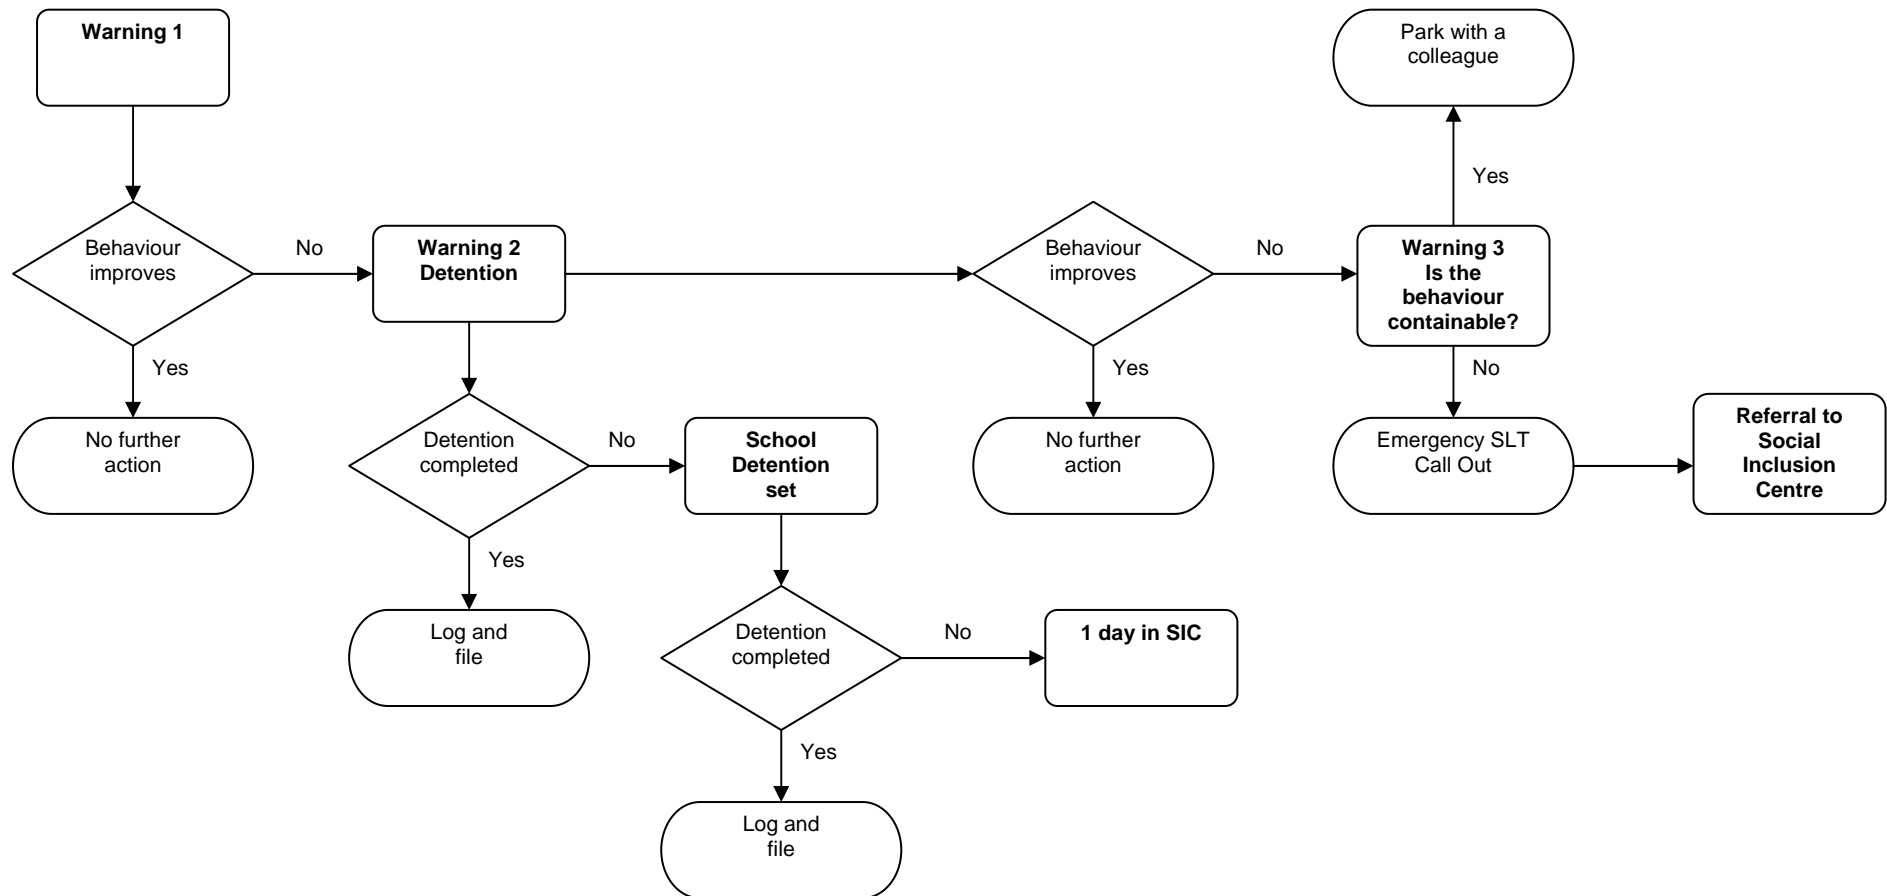 Warning 1
Park with a
colleague
Yes
Behaviour
improves
No
Warning 2
Detention
Behaviour
improves
No
Warning 3
Is the
behaviour
containable?
Yes
Yes
No
No further
action
Detention
completed
No
School
Detention
set
No further
action
Emergency SLT
Call Out
Referral to
Social
Inclusion
Centre
Yes
Log and
file
Detention
completed
No
1 day in SIC
Yes
Log and
file